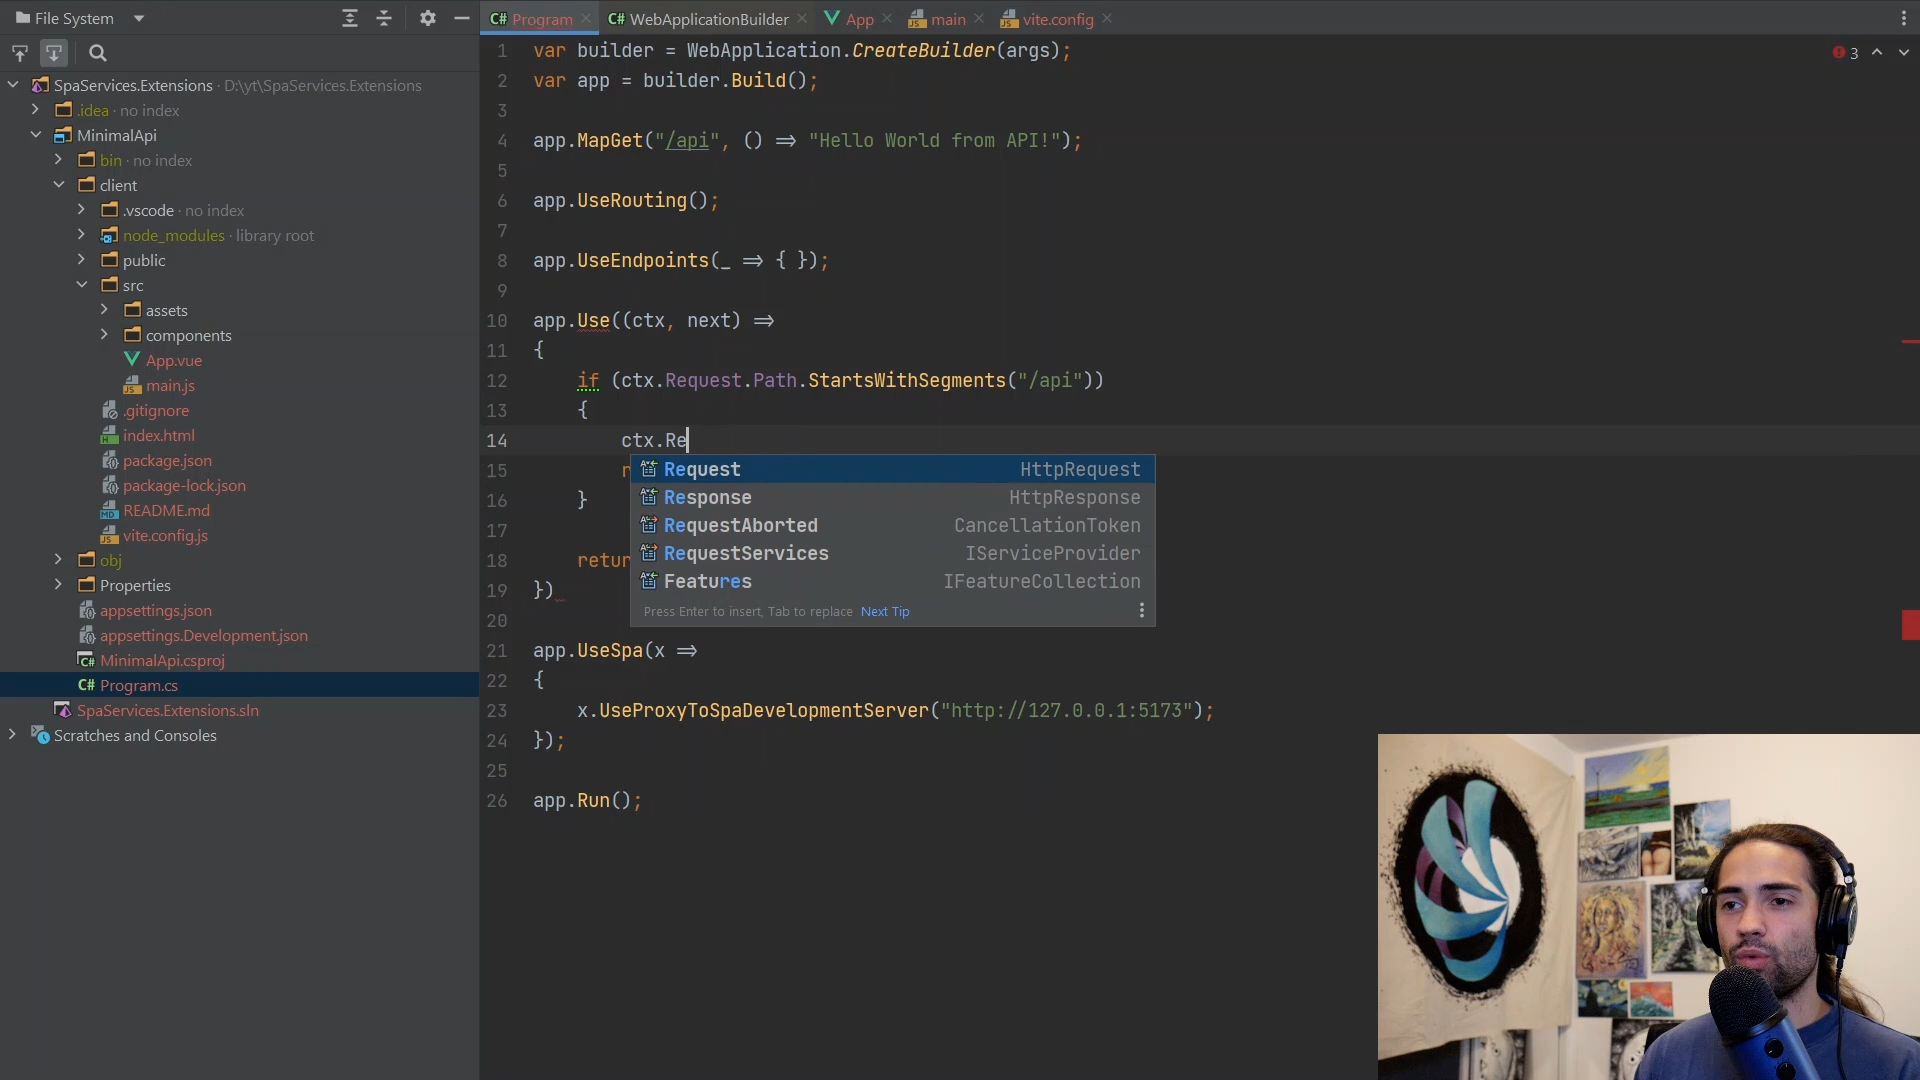 File System
SpaServices.Extensions · D:\yt\SpaServices.Extensions
.idea · no index
MinimalApi
bin · no index
client
.vscode · no index
node_modules · library root
public
src
assets
components
App.vue
main.js
.gitignore
index.html
package.json
package-lock.json
README.md
vite.config.js
obj
Properties
appsettings.json
appsettings.Development.json
MinimalApi.csproj
C# Program.cs
SpaServices.Extensions.sln
Scratches and Consoles
C# Program C# WebApplicationBuilder App main vite.config
3
1 var builder = WebApplication.CreateBuilder(args);
2 var app = builder.Build();
3
4 app.MapGet("/api", () => "Hello World from API!");
5
6 app.UseRouting();
7
8 app.UseEndpoints(_ => { });
9
10 app.Use((ctx, next) =>
11 {
12 if (ctx.Request.Path.StartsWithSegments("/api"))
13 {
14 ctx.Re
15 r
16 }
17
18 retur
19 })
20
21 app.UseSpa(x =>
22 {
23 x.UseProxyToSpaDevelopmentServer("http://127.0.0.1:5173");
24 });
25
26 app.Run();
Request HttpRequest
Response HttpResponse
RequestAborted CancellationToken
RequestServices IServiceProvider
Features IFeatureCollection
Press Enter to insert, Tab to replace Next Tip